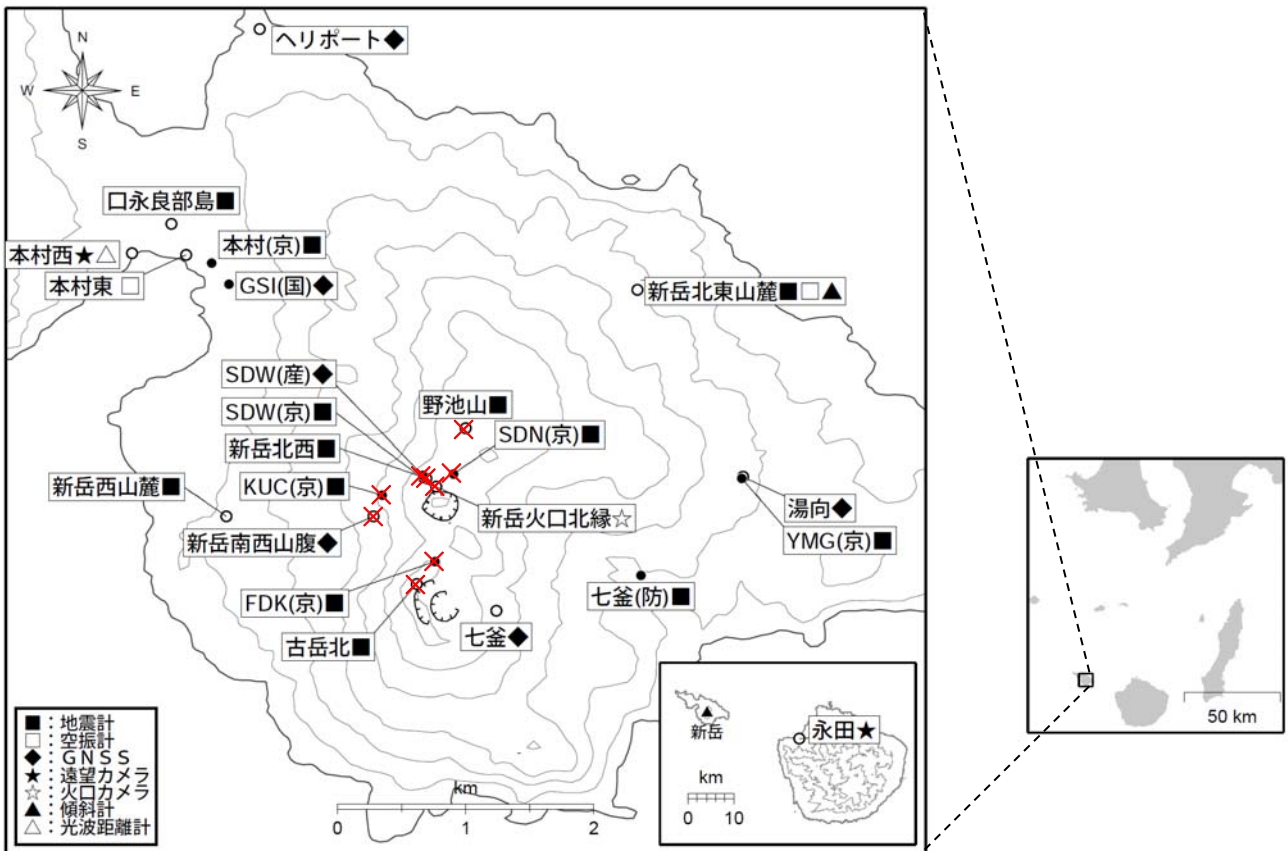 ヘリポート◆
N
W E
S
口永良部島■
本村西★△
本村(京)■
本村東□
GSI(国)◆
新岳北東山麓■□▲
SDW(産)◆
SDW(京)■
野池山■
新岳北西■
SDN(京)■
新岳西山麓■
KUC(京)■
新岳火口北縁☆
湯向◆
新岳南西山腹◆
YMG(京)■
FDK(京)■
七釜(防)■
古岳北■
七釜◆
■：地震計
□：空振計
◆：ＧＮＳＳ
★：遠望カメラ
☆：火口カメラ
▲：傾斜計
△：光波距離計
km
0 1 2
新岳
永田★
km
0 10
50 km